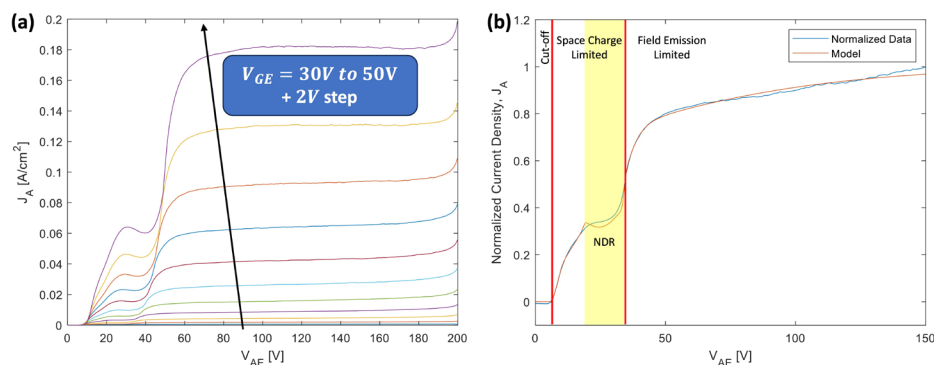 (a)
0.2
0.18
0.16
0.14
0.12
0.1
0.08
0.06
0.04
0.02
0
J_A [A/cm²]
V_GE = 30V to 50V
+ 2V step
0 20 40 60 80 100 120 140 160 180 200
V_AE [V]
(b)
Cut-off
Space Charge
Limited
Field Emission
Limited
Normalized Data
Model
1
0.8
0.6
0.4
0.2
0
Normalized Current Density, J_A
NDR
0 50 100 150
V_AE [V]